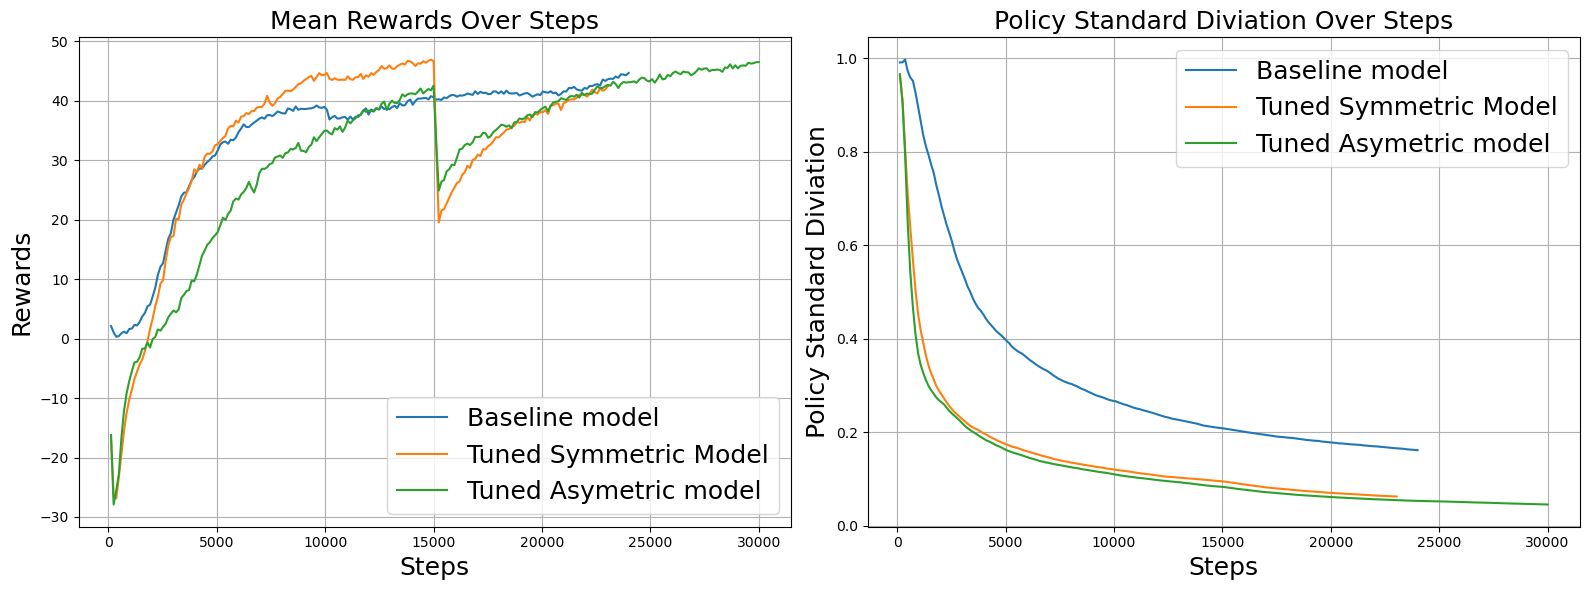 Mean Rewards Over Steps
50
40
30
20
10
0
−10
−20
−30
Rewards
Baseline model
Tuned Symmetric Model
Tuned Asymetric model
0 5000 10000 15000 20000 25000 30000
Steps
Policy Standard Diviation Over Steps
1.0
0.8
0.6
0.4
0.2
0.0
Policy Standard Diviation
Baseline model
Tuned Symmetric Model
Tuned Asymetric model
0 5000 10000 15000 20000 25000 30000
Steps